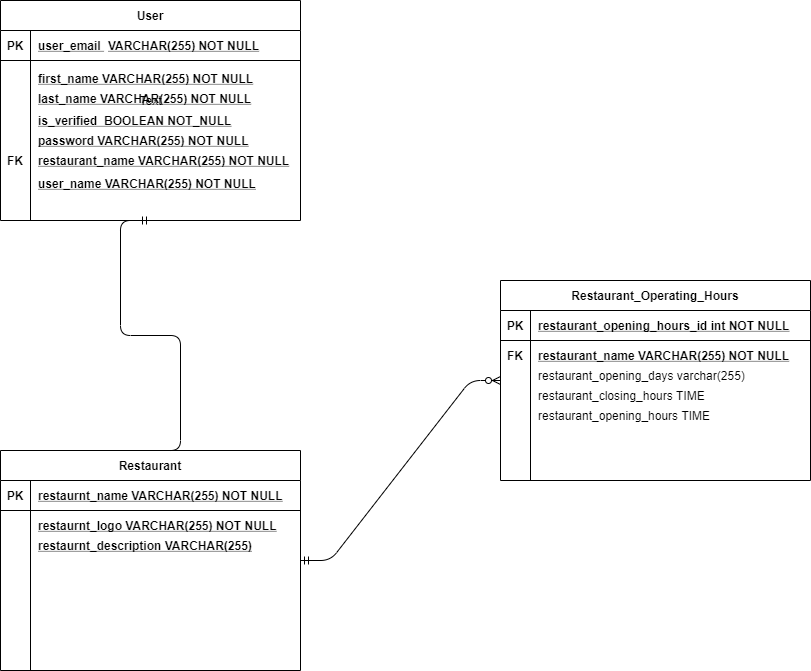 User
PK user_email VARCHAR(255) NOT NULL
first_name VARCHAR(255) NOT NULL
last_name VARCHAR(255) NOT NULL
Text
is_verified BOOLEAN NOT_NULL
password VARCHAR(255) NOT NULL
FK restaurant_name VARCHAR(255) NOT NULL
user_name VARCHAR(255) NOT NULL
Restaurant_Operating_Hours
PK restaurant_opening_hours_id int NOT NULL
FK restaurant_name VARCHAR(255) NOT NULL
restaurant_opening_days varchar(255)
restaurant_closing_hours TIME
restaurant_opening_hours TIME
Restaurant
PK restaurnt_name VARCHAR(255) NOT NULL
restaurnt_logo VARCHAR(255) NOT NULL
restaurnt_description VARCHAR(255)